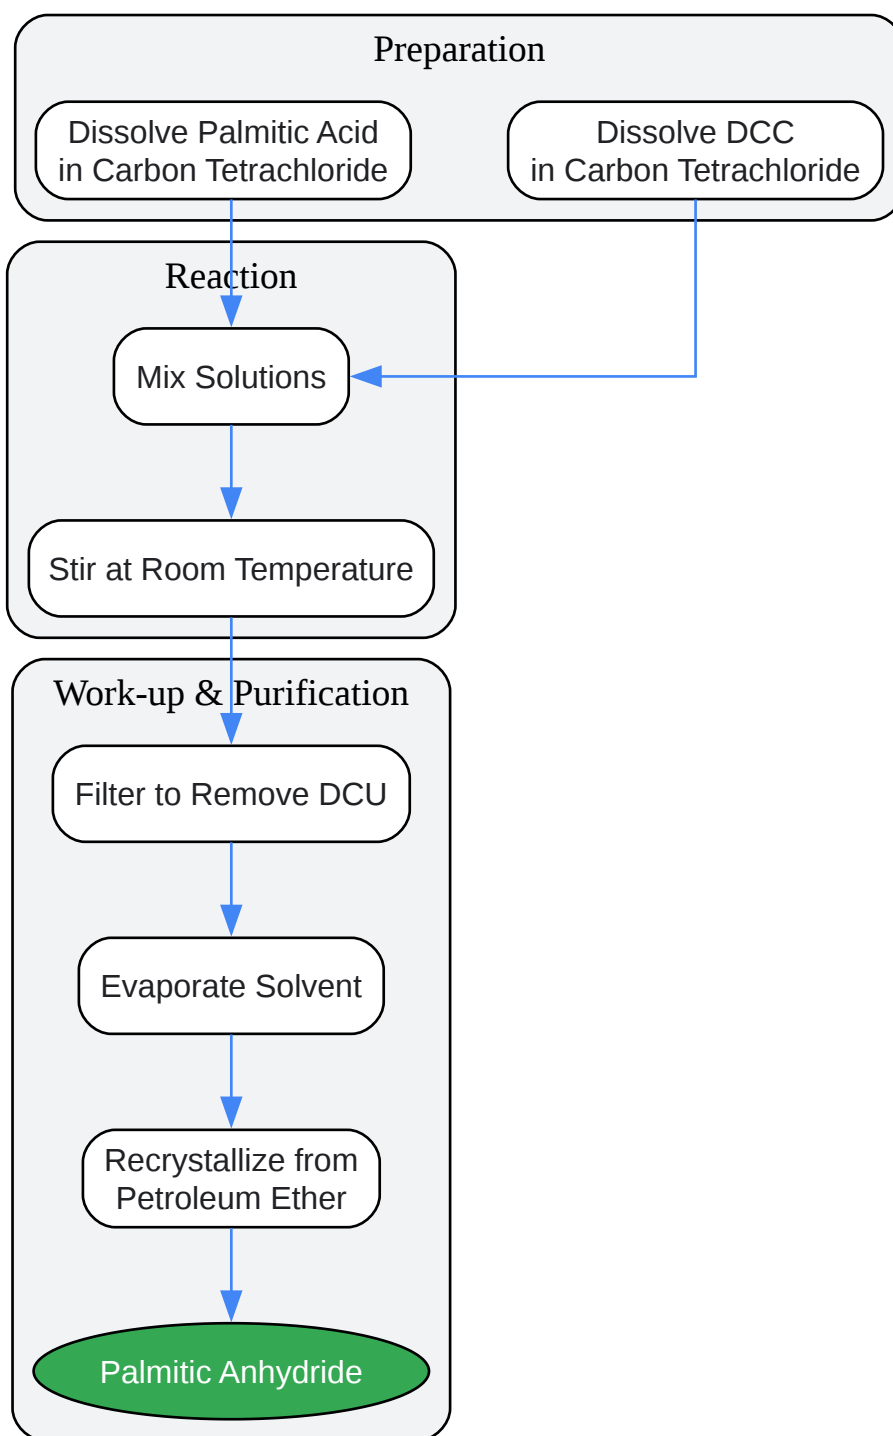 Preparation
Dissolve Palmitic Acid
in Carbon Tetrachloride
Dissolve DCC
in Carbon Tetrachloride
Reaction
Mix Solutions
Stir at Room Temperature
Work-up & Purification
Filter to Remove DCU
Evaporate Solvent
Recrystallize from
Petroleum Ether
Palmitic Anhydride